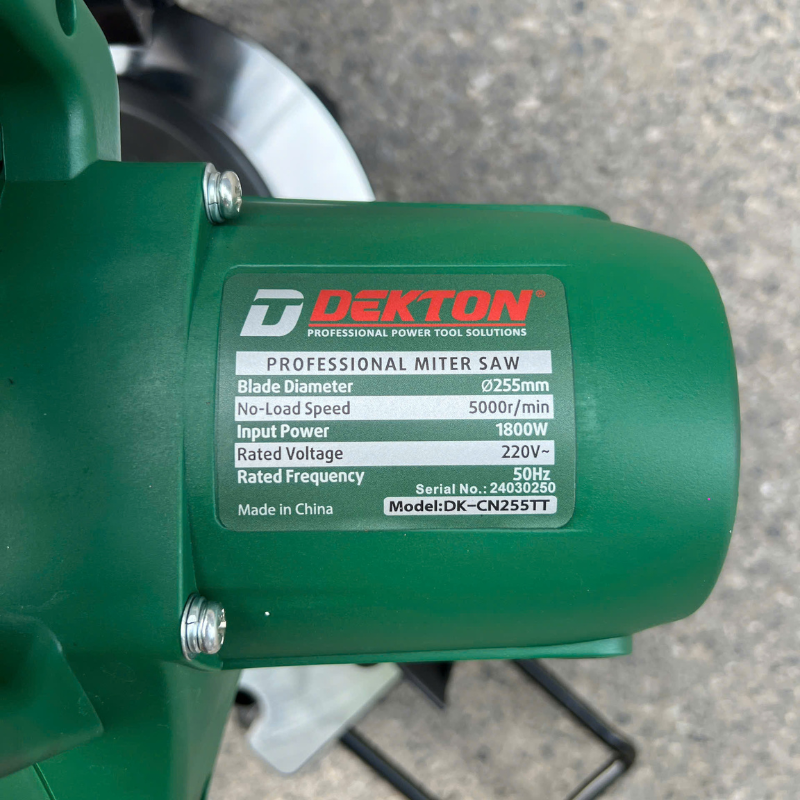 DEKTON®
PROFESSIONAL POWER TOOL SOLUTIONS
PROFESSIONAL MITER SAW
Blade Diameter Ø255mm
No-Load Speed 5000r/min
Input Power 1800W
Rated Voltage 220V~
Rated Frequency 50Hz
Serial No.: 24030250
Made in China Model:DK-CN255TT